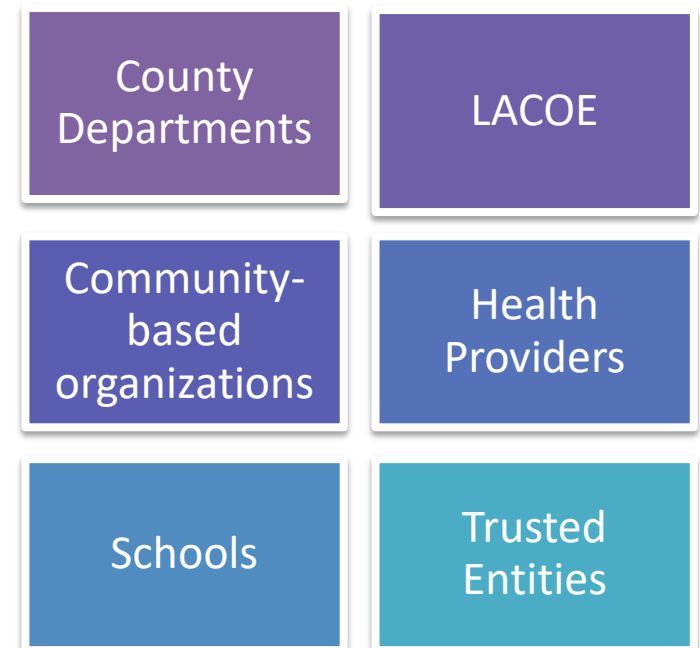 County
Departments
LACOE
Community-
based
organizations
Health
Providers
Schools
Trusted
Entities